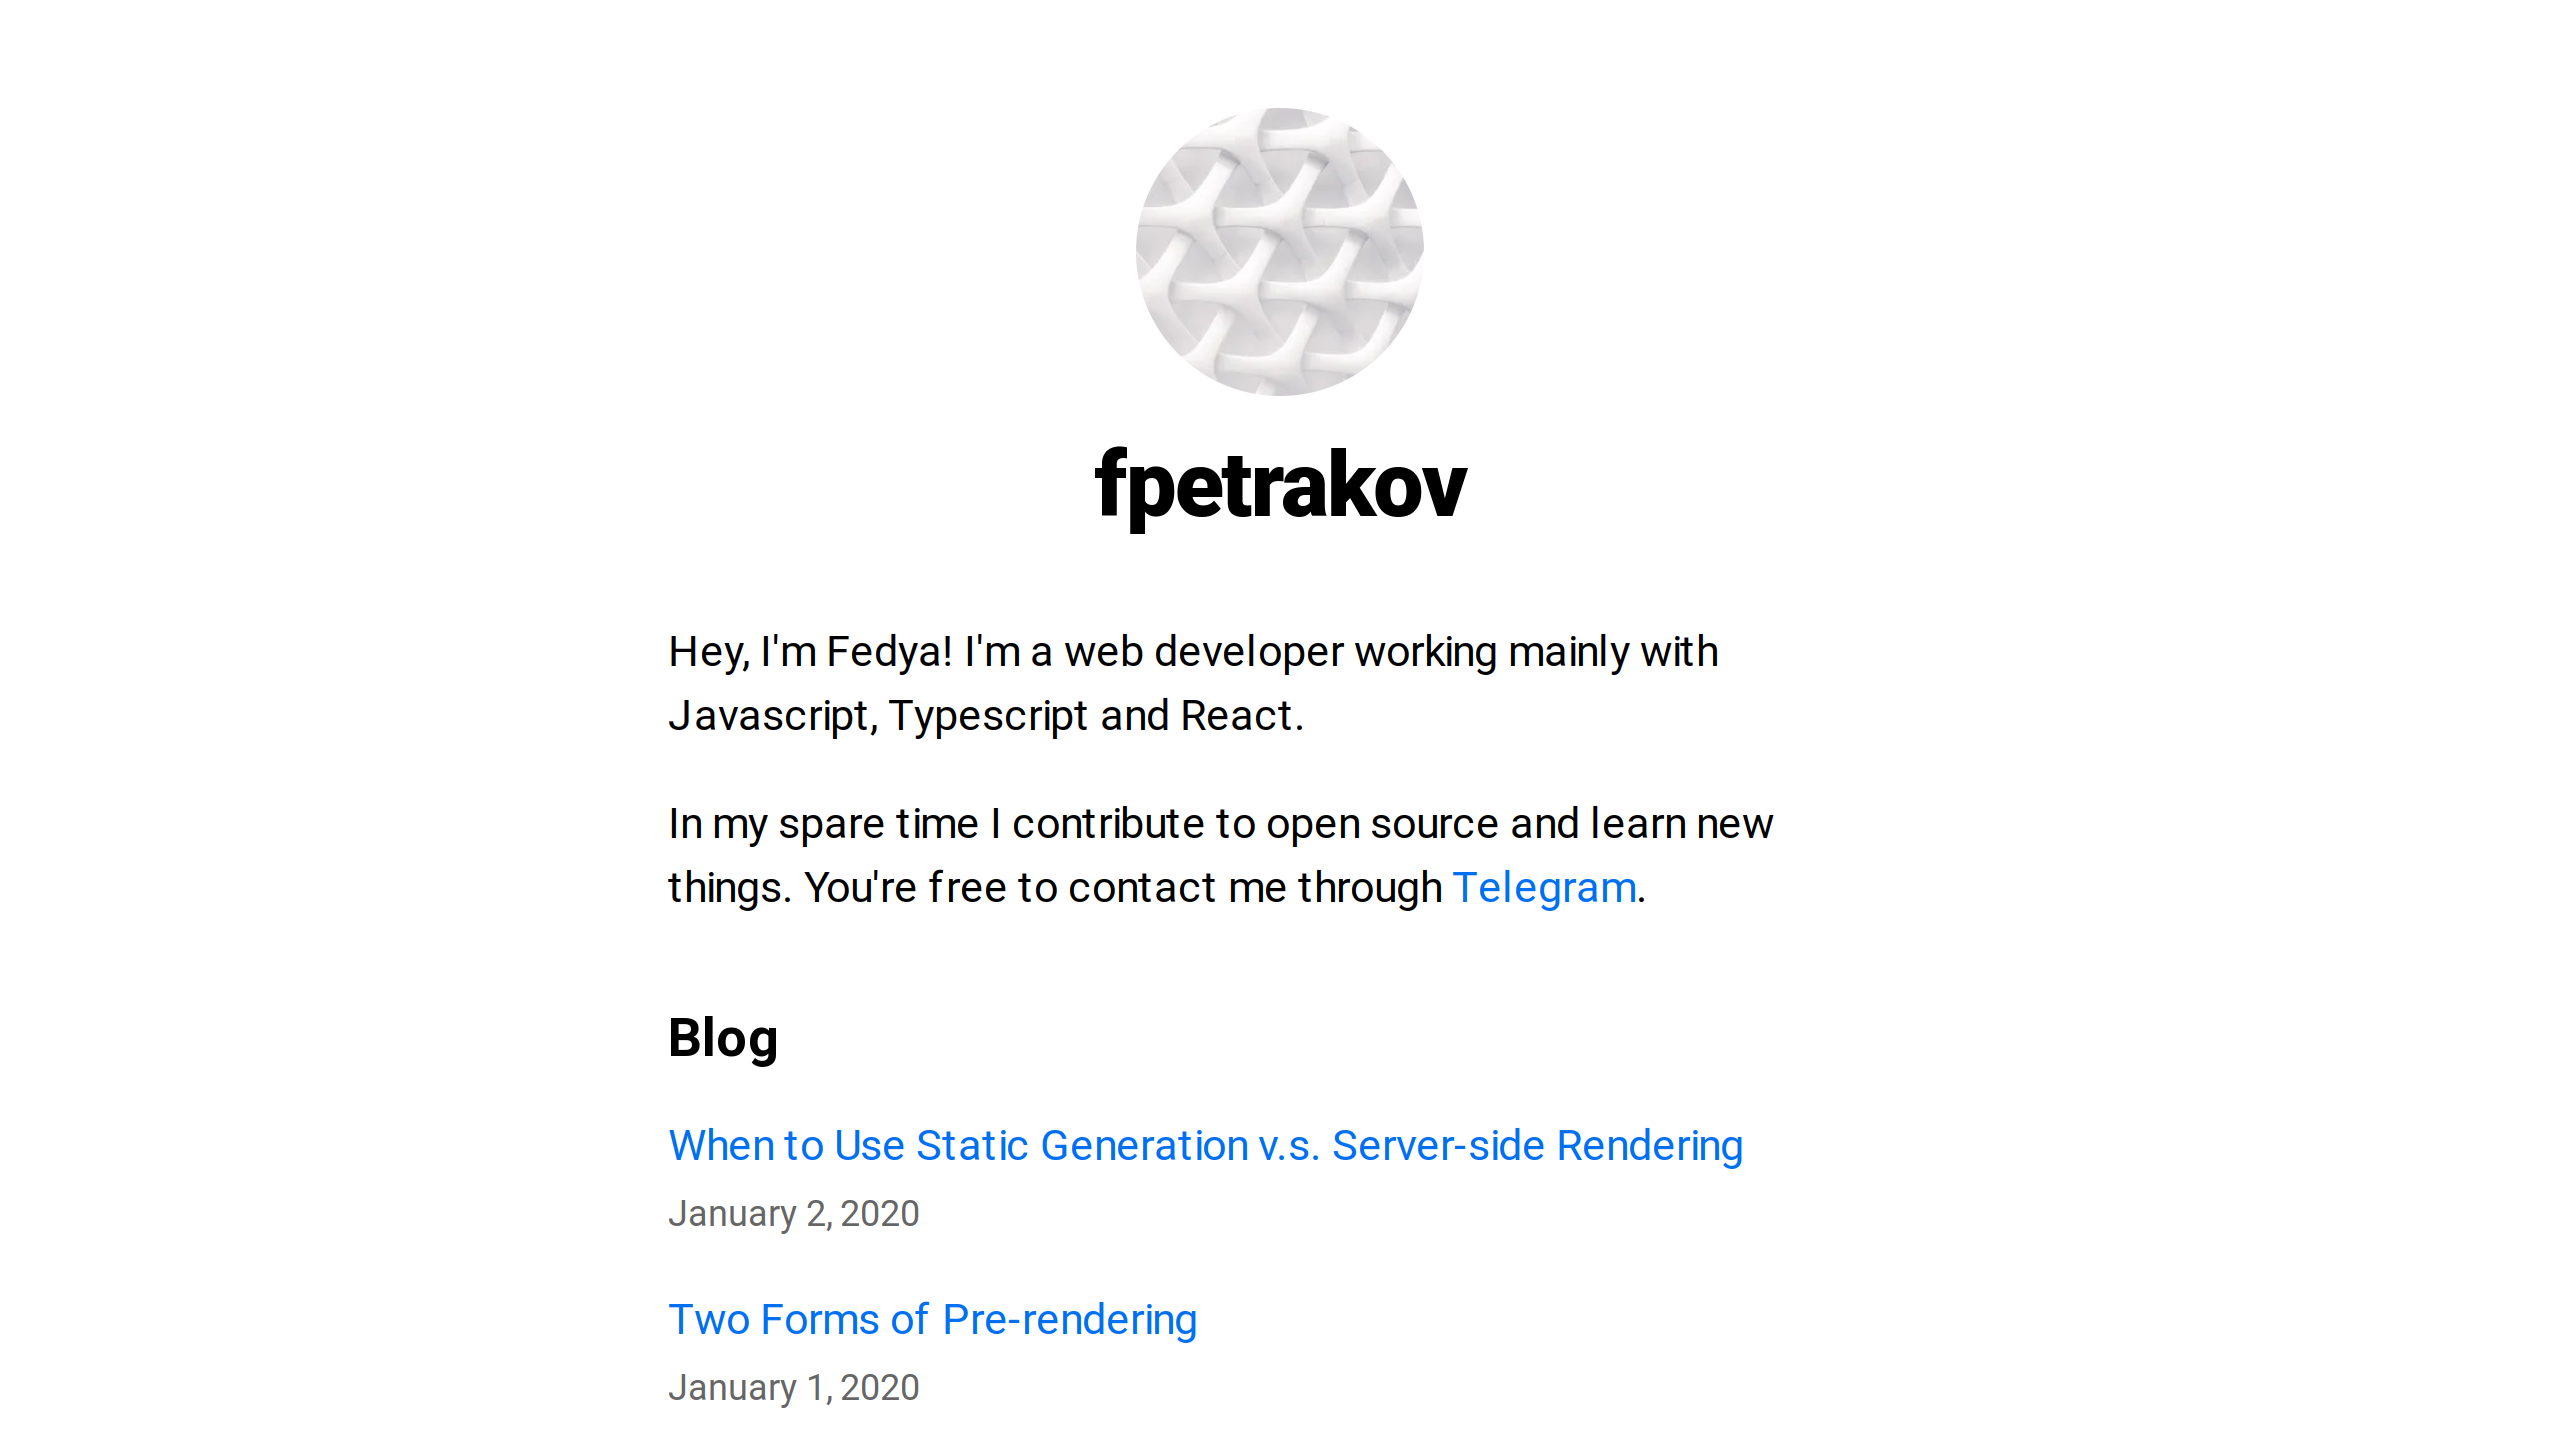 fpetrakov
Hey, I'm Fedya! I'm a web developer working mainly with
Javascript, Typescript and React.
In my spare time I contribute to open source and learn new
things. You're free to contact me through Telegram.
Blog
When to Use Static Generation v.s. Server-side Rendering
January 2, 2020
Two Forms of Pre-rendering
January 1, 2020